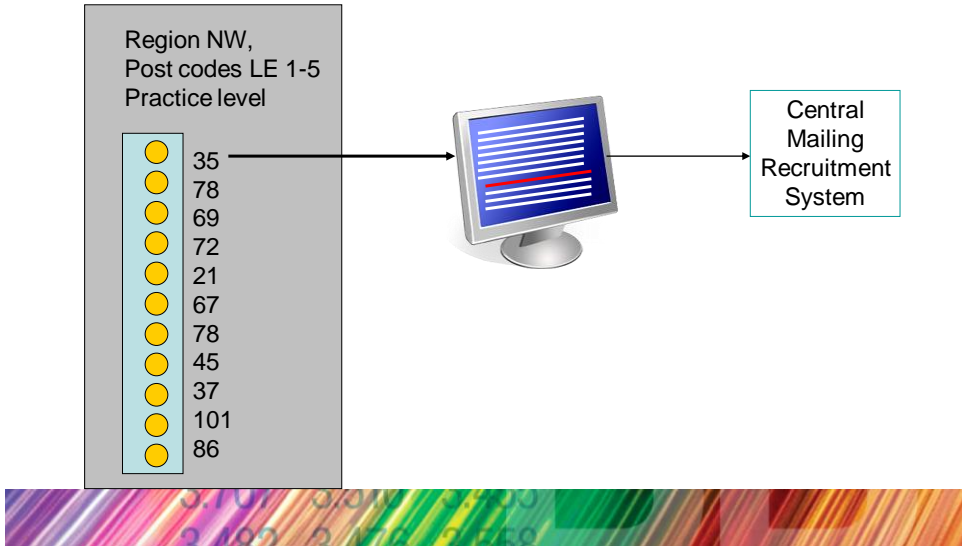 Region NW,
Post codes LE 1-5
Practice level
35
78
69
72
21
67
78
45
37
101
86
Central
Mailing
Recruitment
System